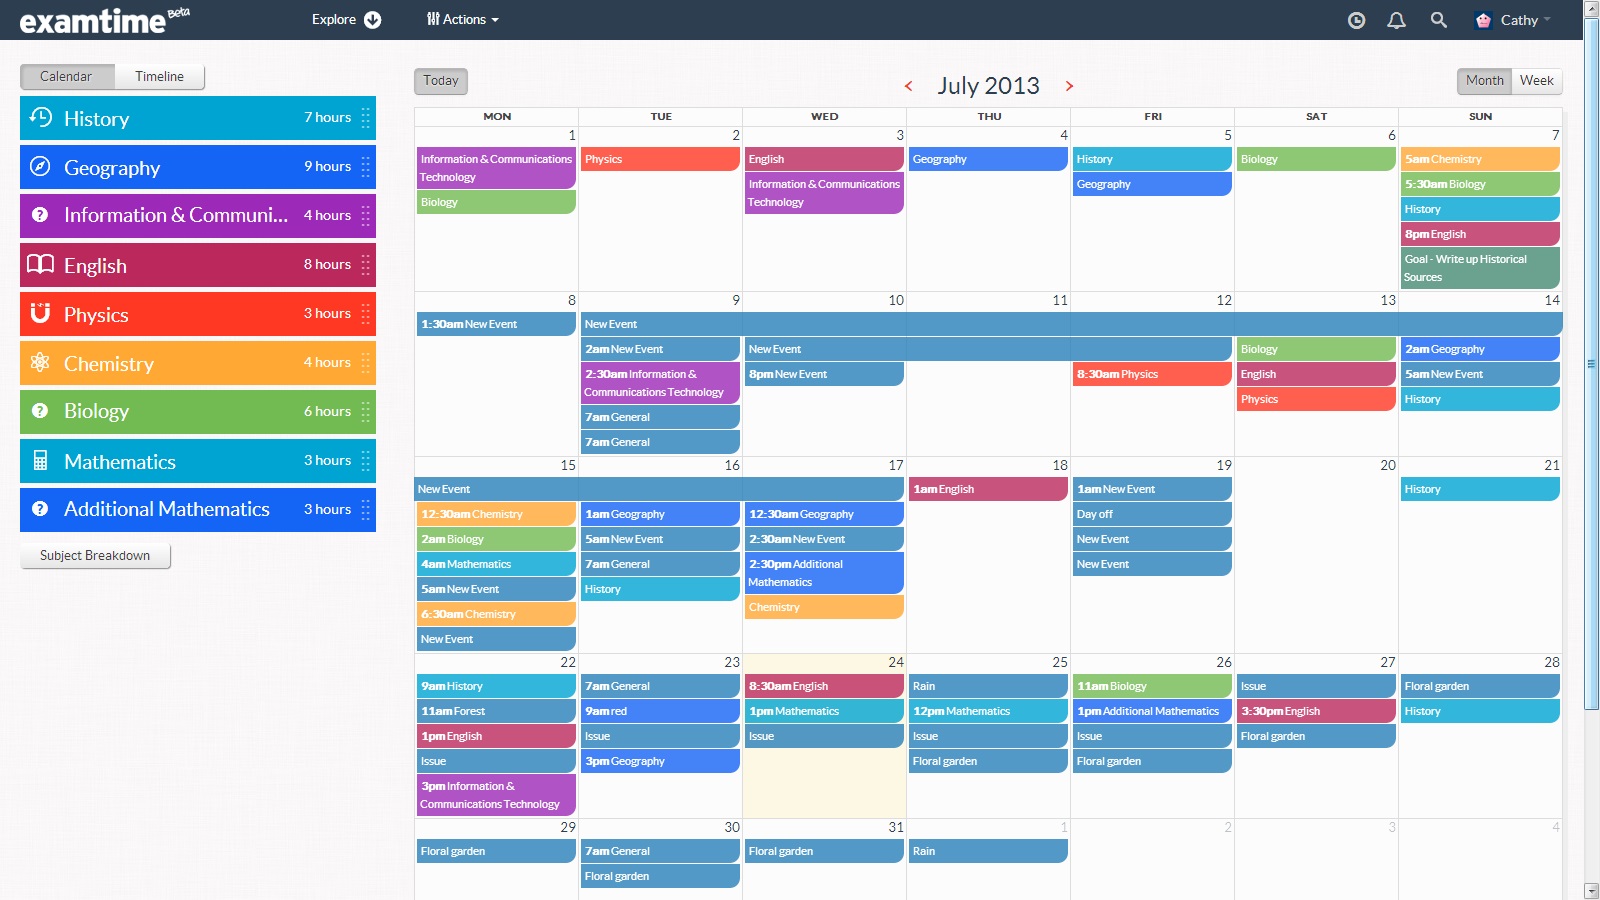 examtime Beta
Explore
Actions
Cathy
Calendar
Timeline
History 7 hours
Geography 9 hours
Information & Communi... 4 hours
English 8 hours
Physics 3 hours
Chemistry 4 hours
Biology 6 hours
Mathematics 3 hours
Additional Mathematics 3 hours
Subject Breakdown
Today
< July 2013 >
Month Week
MON TUE WED THU FRI SAT SUN
1 2 3 4 5 6 7
Information & Communications
Technology
Biology
Physics
English
Information & Communications
Technology
Geography
History
Geography
Biology
5am Chemistry
5:30am Biology
History
8pm English
Goal - Write up Historical
Sources
8 9 10 11 12 13 14
1:30am New Event
New Event
2am New Event
2:30am Information &
Communications Technology
7am General
7am General
New Event
8pm New Event
8:30am Physics
Biology
English
Physics
2am Geography
5am New Event
History
15 16 17 18 19 20 21
New Event
12:30am Chemistry
2am Biology
4am Mathematics
5am New Event
6:30am Chemistry
New Event
1am Geography
5am New Event
7am General
History
12:30am Geography
2:30am New Event
2:30pm Additional
Mathematics
Chemistry
1am English
1am New Event
Day off
New Event
New Event
History
22 23 24 25 26 27 28
9am History
11am Forest
1pm English
Issue
3pm Information &
Communications Technology
7am General
9am red
Issue
3pm Geography
8:30am English
1pm Mathematics
Issue
Rain
12pm Mathematics
Issue
Floral garden
11am Biology
1pm Additional Mathematics
Issue
Floral garden
Issue
3:30pm English
Floral garden
Floral garden
History
29 30 31 1 2 3 4
Floral garden
7am General
Floral garden
Floral garden
Rain